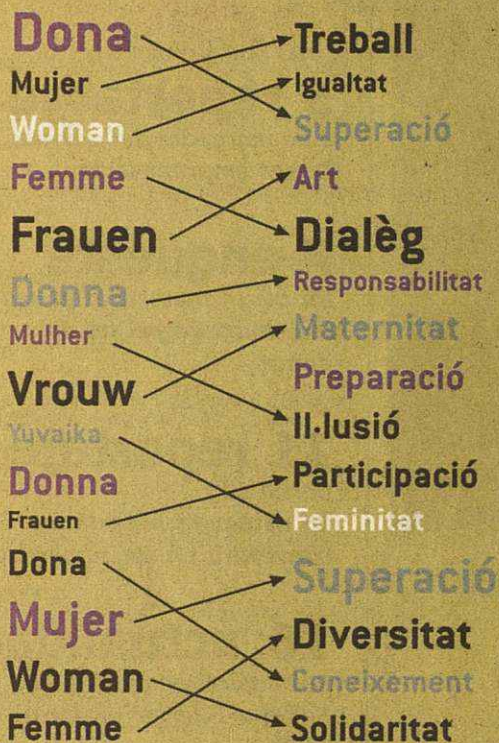 Dona
Mujer
Woman
Femme
Frauen
Donna
Mulher
Vrouw
Yuvaika
Donna
Frauen
Dona
Mujer
Woman
Femme
Treball
Igualtat
Superació
Art
Dialèg
Responsabilitat
Maternitat
Preparació
Il·lusió
Participació
Feminitat
Superació
Diversitat
Coneixement
Solidaritat